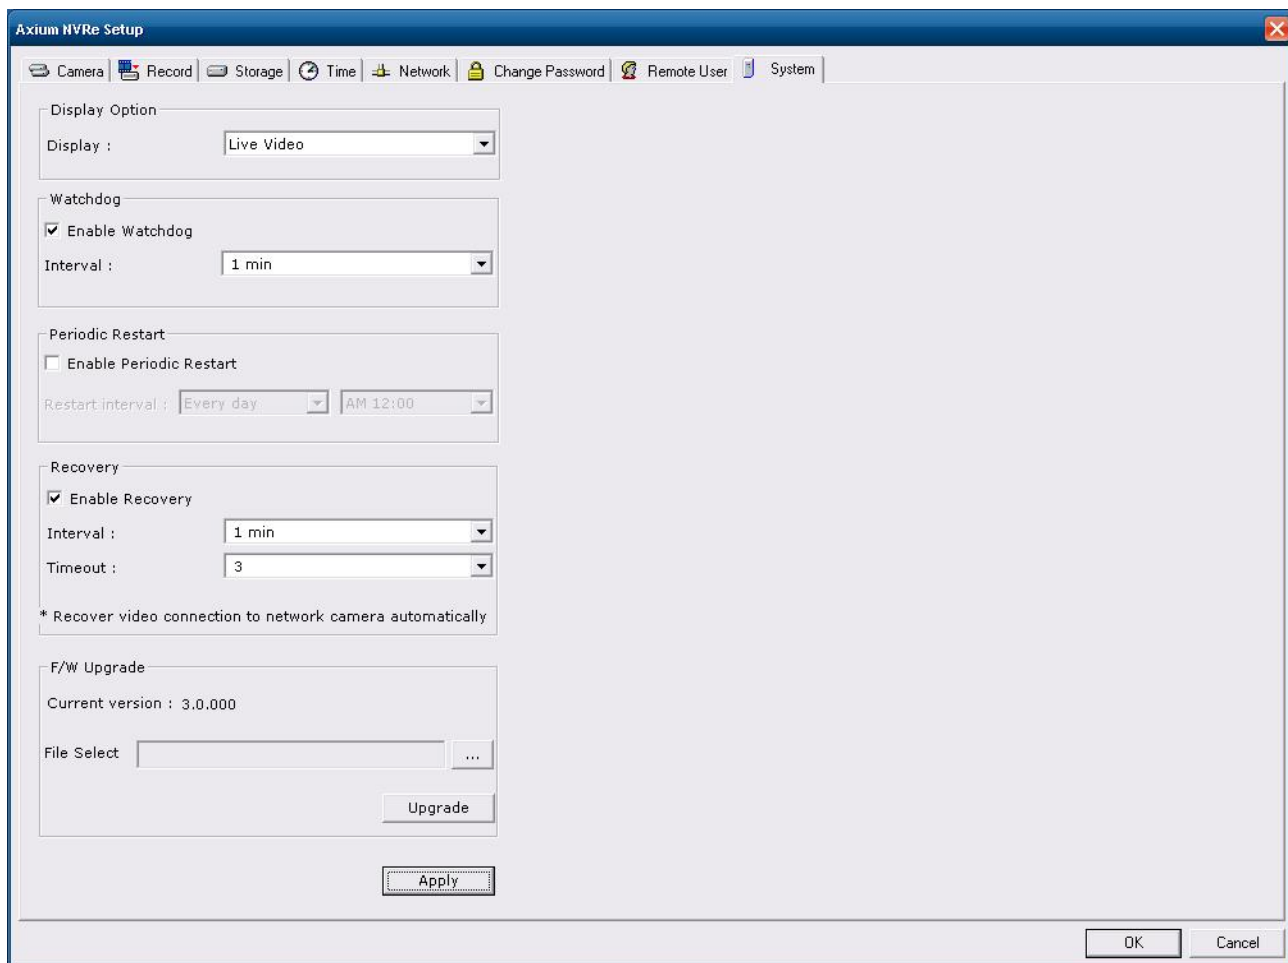 Axium NVRe Setup
Camera Record Storage Time Network Change Password Remote User System
Display Option
Display : Live Video
Watchdog
Enable Watchdog
Interval : 1 min
Periodic Restart
Enable Periodic Restart
Restart interval : Every day AM 12:00
Recovery
Enable Recovery
Interval : 1 min
Timeout : 3
* Recover video connection to network camera automatically
F/W Upgrade
Current version : 3.0.000
File Select ...
Upgrade
Apply
OK Cancel